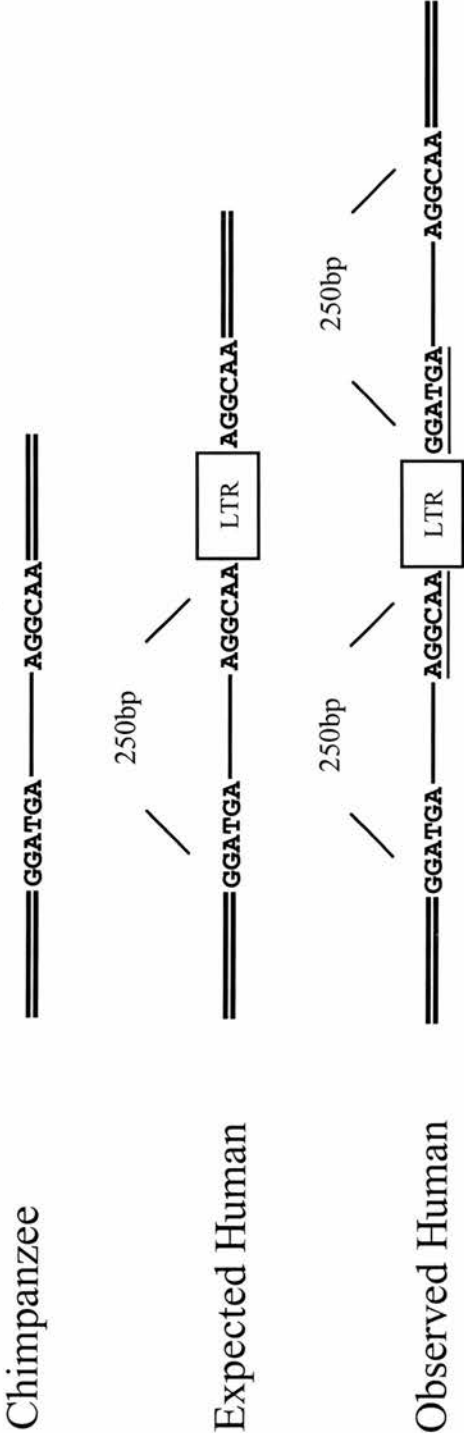 Chimpanzee
GGATGA AGGCAA
Expected Human
250bp
GGATGA AGGCAA LTR AGGCAA
Observed Human
250bp 250bp
GGATGA AGGCAA LTR GGATGA AGGCAA